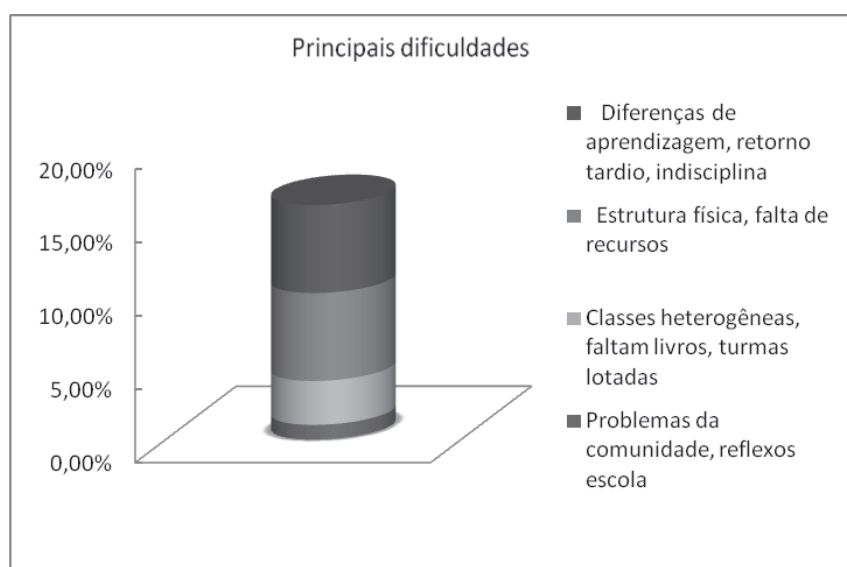 Principais dificuldades
20,00%
15,00%
10,00%
5,00%
0,00%
Diferenças de
aprendizagem, retorno
tardio, indisciplina
Estrutura física, falta de
recursos
Classes heterogêneas,
faltam livros, turmas
lotadas
Problemas da
comunidade, reflexos
escola